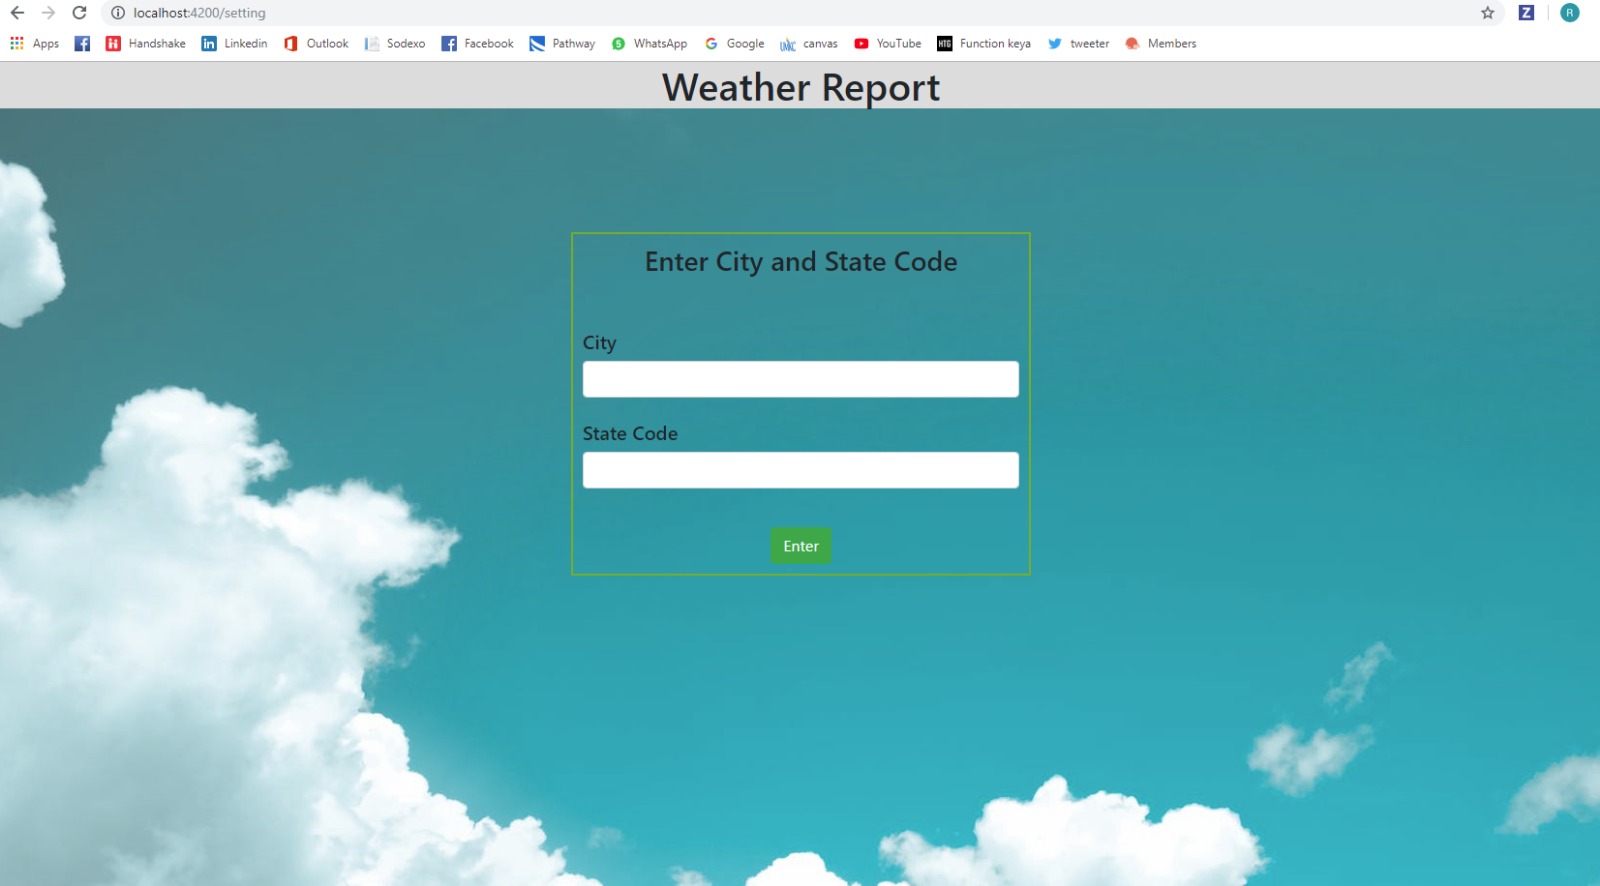 localhost:4200/setting
Z
R
Apps Handshake Linkedin Outlook Sodexo Facebook Pathway WhatsApp Google canvas YouTube Function keya tweeter Members
Weather Report
Enter City and State Code
City
State Code
Enter